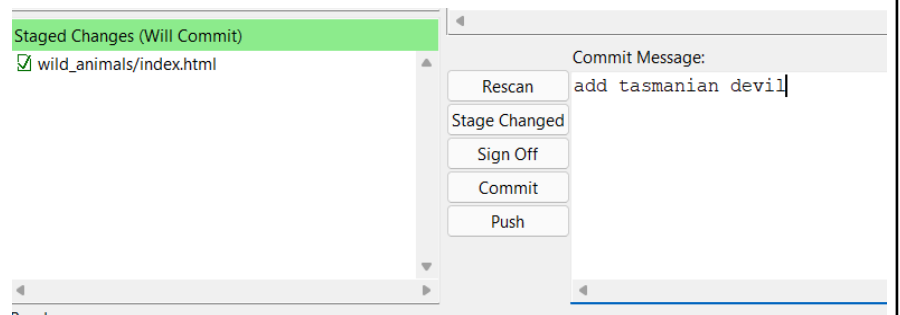 Staged Changes (Will Commit)
wild_animals/index.html
Commit Message:
add tasmanian devil
Rescan
Stage Changed
Sign Off
Commit
Push